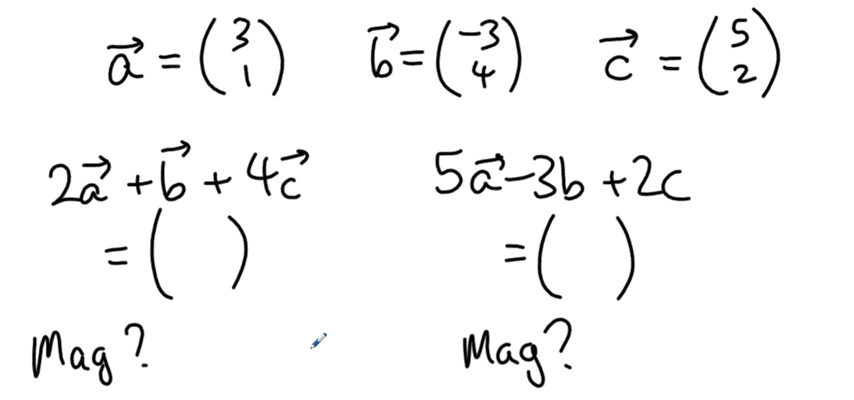 a⃗ = (3 1) b⃗ = (-3 4) c⃗ = (5 2)
2a⃗ + b⃗ + 4c⃗
= ( )
Mag?
5a⃗ - 3b + 2c
= ( )
Mag?